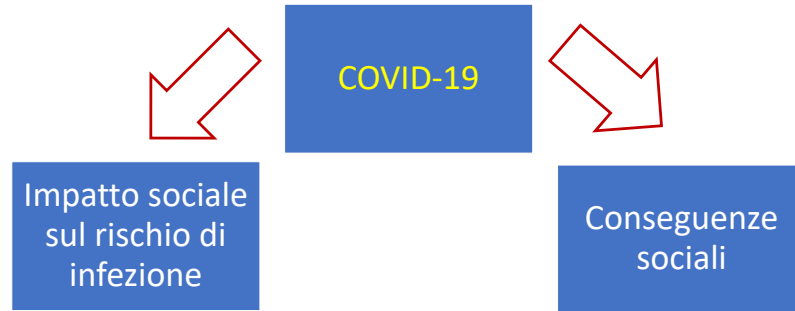 COVID-19
Impatto sociale
sul rischio di
infezione
Conseguenze
sociali